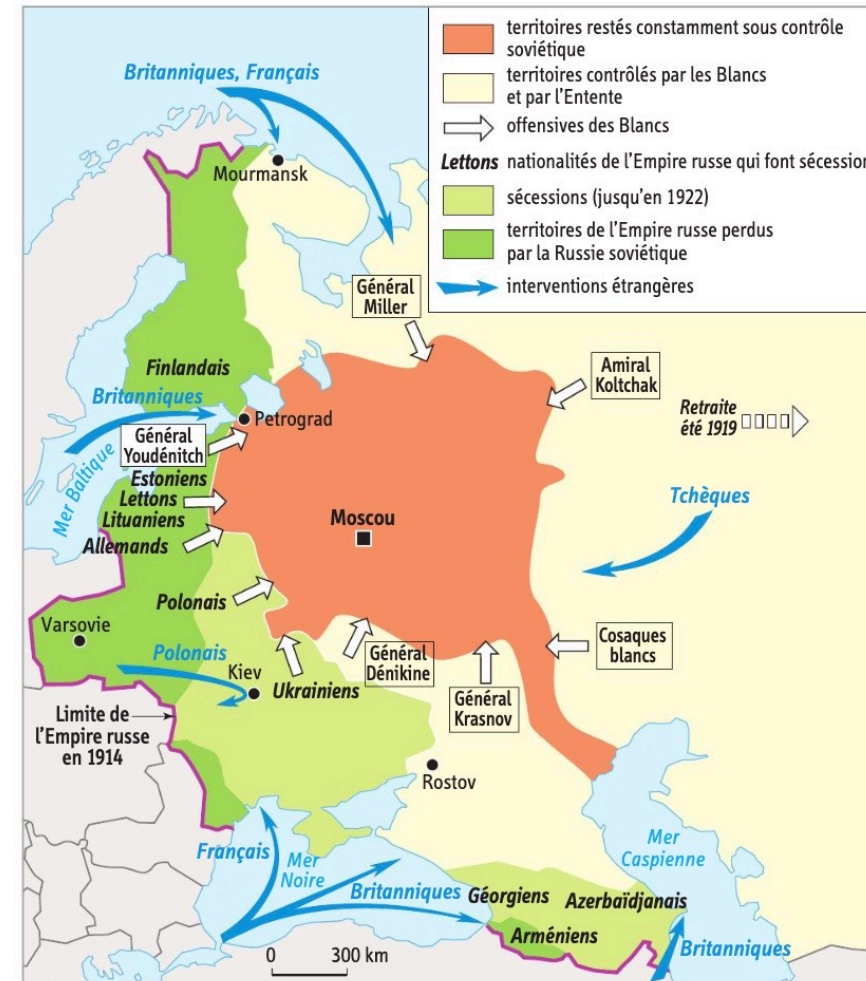 territoires restés constamment sous contrôle
soviétique
territoires contrôlés par les Blancs
et par l'Entente
offensives des Blancs
Lettons nationalités de l'Empire russe qui font sécession
sécessions (jusqu'en 1922)
territoires de l'Empire russe perdus
par la Russie soviétique
interventions étrangères
Britanniques, Français
Mourmansk
Général
Miller
Finlandais
Amiral
Koltchak
Britanniques
Petrograd
Retraite
été 1919
Général
Youdénitch
Mer Baltique
Estoniens
Lettons
Lituaniens
Allemands
Moscou
Tchèques
Polonais
Varsovie
Polonais
Kiev
Ukrainiens
Général
Dénikine
Général
Krasnov
Cosaques
blancs
Limite de
l'Empire russe
en 1914
Rostov
Français
Mer
Noire
Britanniques
Mer
Caspienne
Géorgiens
Azerbaïdjanais
Arméniens
Britanniques
0 300 km